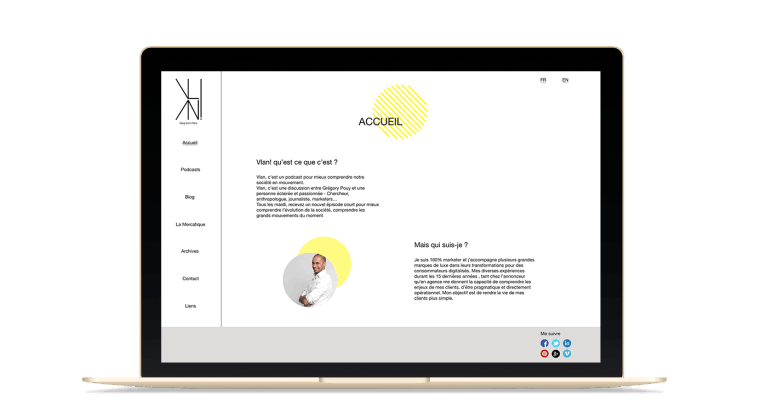 VLAN!
Accueil
Podcasts
Blog
La Mercatique
Archives
Contact
Liens
FR EN
ACCUEIL
Vlan! qu'est ce que c'est ?
Vlan, c'est un podcast pour mieux comprendre notre
société en mouvement.
Vlan, c'est une discussion entre Grégory Pouy et une
personne éclairée et passionnée - Chercheur,
anthropologue, journaliste, marketers…
Tous les mardi, recevez un nouvel épisode court pour mieux
comprendre l'évolution de la société, comprendre les
grands mouvements du moment
Mais qui suis-je ?
Je suis 100% marketer et j'accompagne plusieurs grandes
marques de luxe dans leurs transformations pour des
consommateurs digitalisés. Mes diverses expériences
durant les 15 dernières années , tant chez l'annonceur
qu'en agence me donnent la capacité de comprendre les
enjeux de mes clients, d'être pragmatique et directement
opérationnel. Mon objectif est de rendre la vie de mes
clients plus simple.
Me suivre